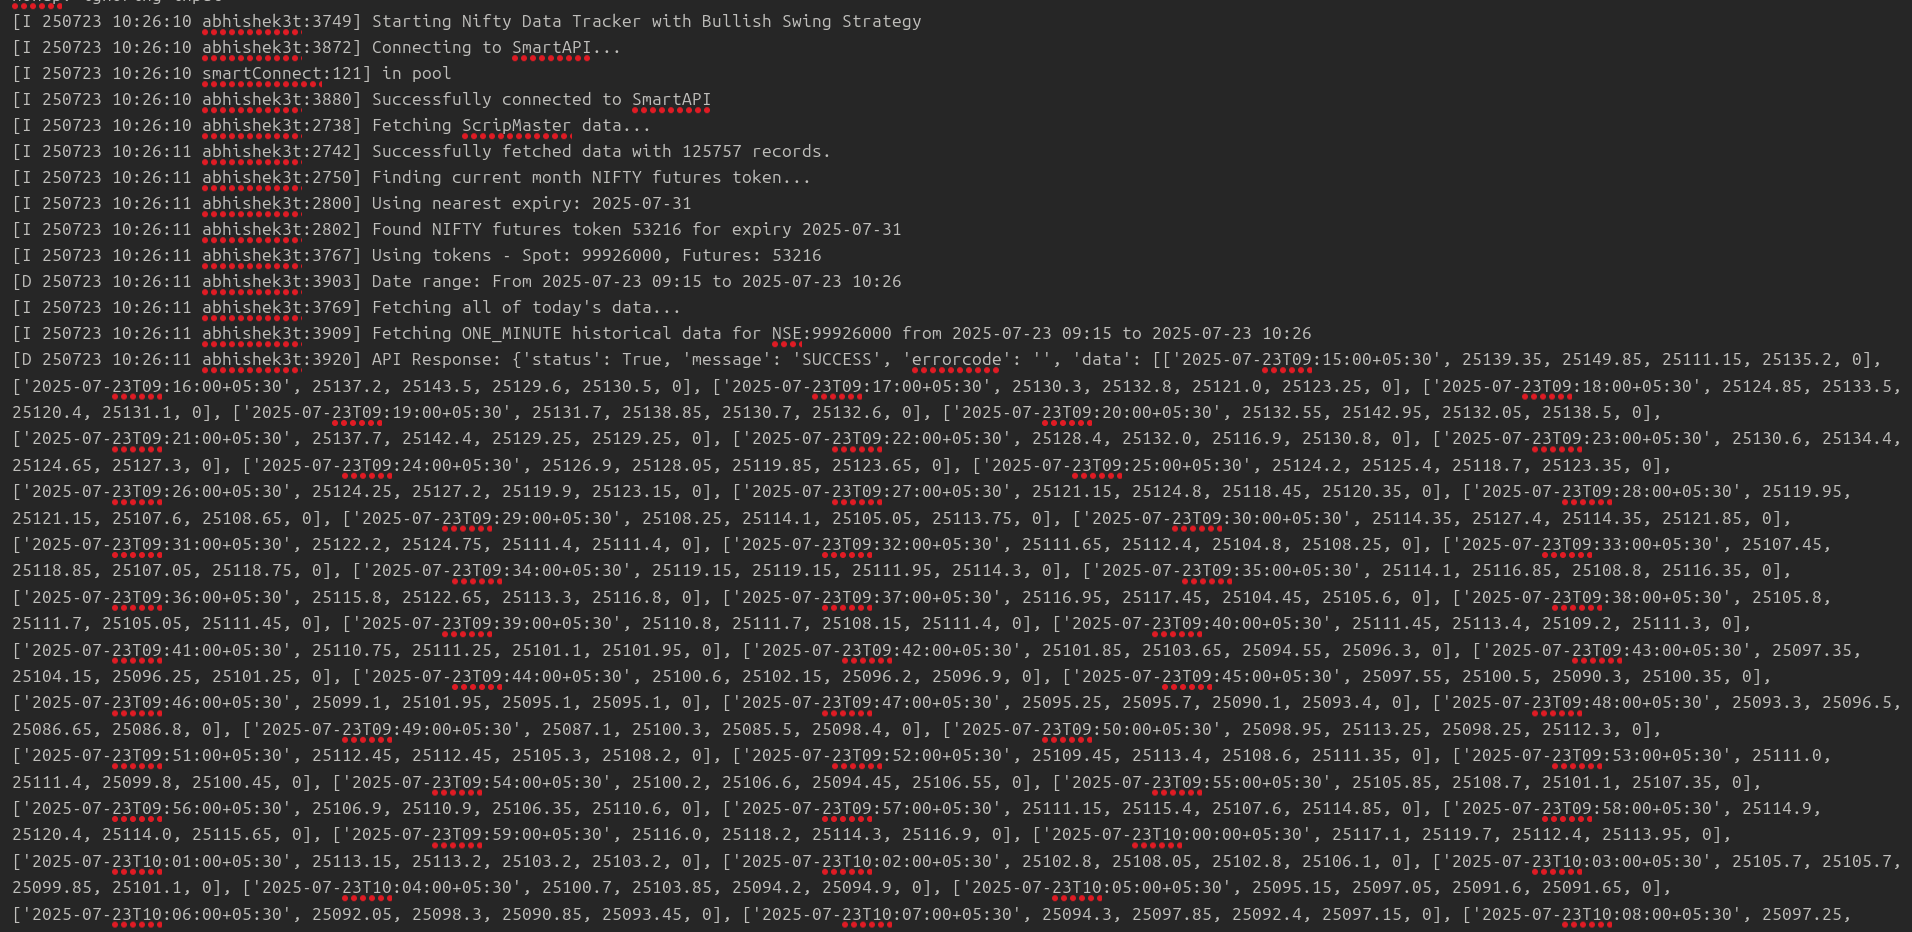 [I 250723 10:26:10 abhishek3t:3749] Starting Nifty Data Tracker with Bullish Swing Strategy
[I 250723 10:26:10 abhishek3t:3872] Connecting to SmartAPI...
[I 250723 10:26:10 smartConnect:121] in pool
[I 250723 10:26:10 abhishek3t:3880] Successfully connected to SmartAPI
[I 250723 10:26:10 abhishek3t:2738] Fetching ScripMaster data...
[I 250723 10:26:11 abhishek3t:2742] Successfully fetched data with 125757 records.
[I 250723 10:26:11 abhishek3t:2750] Finding current month NIFTY futures token...
[I 250723 10:26:11 abhishek3t:2800] Using nearest expiry: 2025-07-31
[I 250723 10:26:11 abhishek3t:2802] Found NIFTY futures token 53216 for expiry 2025-07-31
[I 250723 10:26:11 abhishek3t:3767] Using tokens - Spot: 99926000, Futures: 53216
[D 250723 10:26:11 abhishek3t:3903] Date range: From 2025-07-23 09:15 to 2025-07-23 10:26
[I 250723 10:26:11 abhishek3t:3769] Fetching all of today's data...
[I 250723 10:26:11 abhishek3t:3909] Fetching ONE_MINUTE historical data for NSE:99926000 from 2025-07-23 09:15 to 2025-07-23 10:26
[D 250723 10:26:11 abhishek3t:3920] API Response: {'status': True, 'message': 'SUCCESS', 'errorcode': '', 'data': [['2025-07-23T09:15:00+05:30', 25139.35, 25149.85, 25111.15, 25135.2, 0],
['2025-07-23T09:16:00+05:30', 25137.2, 25143.5, 25129.6, 25130.5, 0], ['2025-07-23T09:17:00+05:30', 25130.3, 25132.8, 25121.0, 25123.25, 0], ['2025-07-23T09:18:00+05:30', 25124.85, 25133.5,
25120.4, 25131.1, 0], ['2025-07-23T09:19:00+05:30', 25131.7, 25138.85, 25130.7, 25132.6, 0], ['2025-07-23T09:20:00+05:30', 25132.55, 25142.95, 25132.05, 25138.5, 0],
['2025-07-23T09:21:00+05:30', 25137.7, 25142.4, 25129.25, 25129.25, 0], ['2025-07-23T09:22:00+05:30', 25128.4, 25132.0, 25116.9, 25130.8, 0], ['2025-07-23T09:23:00+05:30', 25130.6, 25134.4,
25124.65, 25127.3, 0], ['2025-07-23T09:24:00+05:30', 25126.9, 25128.05, 25119.85, 25123.65, 0], ['2025-07-23T09:25:00+05:30', 25124.2, 25125.4, 25118.7, 25123.35, 0],
['2025-07-23T09:26:00+05:30', 25124.25, 25127.2, 25119.9, 25123.15, 0], ['2025-07-23T09:27:00+05:30', 25121.15, 25124.8, 25118.45, 25120.35, 0], ['2025-07-23T09:28:00+05:30', 25119.95,
25121.15, 25107.6, 25108.65, 0], ['2025-07-23T09:29:00+05:30', 25108.25, 25114.1, 25105.05, 25113.75, 0], ['2025-07-23T09:30:00+05:30', 25114.35, 25127.4, 25114.35, 25121.85, 0],
['2025-07-23T09:31:00+05:30', 25122.2, 25124.75, 25111.4, 25111.4, 0], ['2025-07-23T09:32:00+05:30', 25111.65, 25112.4, 25104.8, 25108.25, 0], ['2025-07-23T09:33:00+05:30', 25107.45,
25118.85, 25107.05, 25118.75, 0], ['2025-07-23T09:34:00+05:30', 25119.15, 25119.15, 25111.95, 25114.3, 0], ['2025-07-23T09:35:00+05:30', 25114.1, 25116.85, 25108.8, 25116.35, 0],
['2025-07-23T09:36:00+05:30', 25115.8, 25122.65, 25113.3, 25116.8, 0], ['2025-07-23T09:37:00+05:30', 25116.95, 25117.45, 25104.45, 25105.6, 0], ['2025-07-23T09:38:00+05:30', 25105.8,
25111.7, 25105.05, 25111.45, 0], ['2025-07-23T09:39:00+05:30', 25110.8, 25111.7, 25108.15, 25111.4, 0], ['2025-07-23T09:40:00+05:30', 25111.45, 25113.4, 25109.2, 25111.3, 0],
['2025-07-23T09:41:00+05:30', 25110.75, 25111.25, 25101.1, 25101.95, 0], ['2025-07-23T09:42:00+05:30', 25101.85, 25103.65, 25094.55, 25096.3, 0], ['2025-07-23T09:43:00+05:30', 25097.35,
25104.15, 25096.25, 25101.25, 0], ['2025-07-23T09:44:00+05:30', 25100.6, 25102.15, 25096.2, 25096.9, 0], ['2025-07-23T09:45:00+05:30', 25097.55, 25100.5, 25090.3, 25100.35, 0],
['2025-07-23T09:46:00+05:30', 25099.1, 25101.95, 25095.1, 25095.1, 0], ['2025-07-23T09:47:00+05:30', 25095.25, 25095.7, 25090.1, 25093.4, 0], ['2025-07-23T09:48:00+05:30', 25093.3, 25096.5,
25086.65, 25086.8, 0], ['2025-07-23T09:49:00+05:30', 25087.1, 25100.3, 25085.5, 25098.4, 0], ['2025-07-23T09:50:00+05:30', 25098.95, 25113.25, 25098.25, 25112.3, 0],
['2025-07-23T09:51:00+05:30', 25112.45, 25112.45, 25105.3, 25108.2, 0], ['2025-07-23T09:52:00+05:30', 25109.45, 25113.4, 25108.6, 25111.35, 0], ['2025-07-23T09:53:00+05:30', 25111.0,
25111.4, 25099.8, 25100.45, 0], ['2025-07-23T09:54:00+05:30', 25100.2, 25106.6, 25094.45, 25106.55, 0], ['2025-07-23T09:55:00+05:30', 25105.85, 25108.7, 25101.1, 25107.35, 0],
['2025-07-23T09:56:00+05:30', 25106.9, 25110.9, 25106.35, 25110.6, 0], ['2025-07-23T09:57:00+05:30', 25111.15, 25115.4, 25107.6, 25114.85, 0], ['2025-07-23T09:58:00+05:30', 25114.9,
25120.4, 25114.0, 25115.65, 0], ['2025-07-23T09:59:00+05:30', 25116.0, 25118.2, 25114.3, 25116.9, 0], ['2025-07-23T10:00:00+05:30', 25117.1, 25119.7, 25112.4, 25113.95, 0],
['2025-07-23T10:01:00+05:30', 25113.15, 25113.2, 25103.2, 25103.2, 0], ['2025-07-23T10:02:00+05:30', 25102.8, 25108.05, 25102.8, 25106.1, 0], ['2025-07-23T10:03:00+05:30', 25105.7, 25105.7,
25099.85, 25101.1, 0], ['2025-07-23T10:04:00+05:30', 25100.7, 25103.85, 25094.2, 25094.9, 0], ['2025-07-23T10:05:00+05:30', 25095.15, 25097.05, 25091.6, 25091.65, 0],
['2025-07-23T10:06:00+05:30', 25092.05, 25098.3, 25090.85, 25093.45, 0], ['2025-07-23T10:07:00+05:30', 25094.3, 25097.85, 25092.4, 25097.15, 0], ['2025-07-23T10:08:00+05:30', 25097.25,